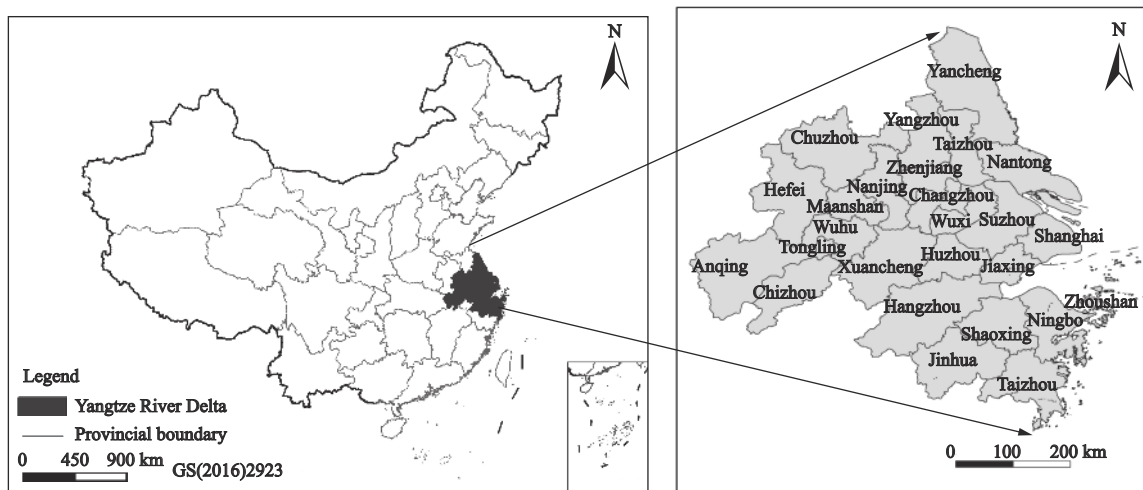 N
Legend
Yangtze River Delta
Provincial boundary
0 450 900 km
GS(2016)2923
N
Yancheng
Yangzhou
Chuzhou
Taizhou
Nantong
Zhenjiang
Hefei
Nanjing
Changzhou
Maanshan
Wuxi
Suzhou
Wuhu
Shanghai
Tongling
Huzhou
Anqing
Xuancheng
Jiaxing
Chizhou
Hangzhou
Zhoushan
Ningbo
Shaoxing
Jinhua
Taizhou
0 100 200 km